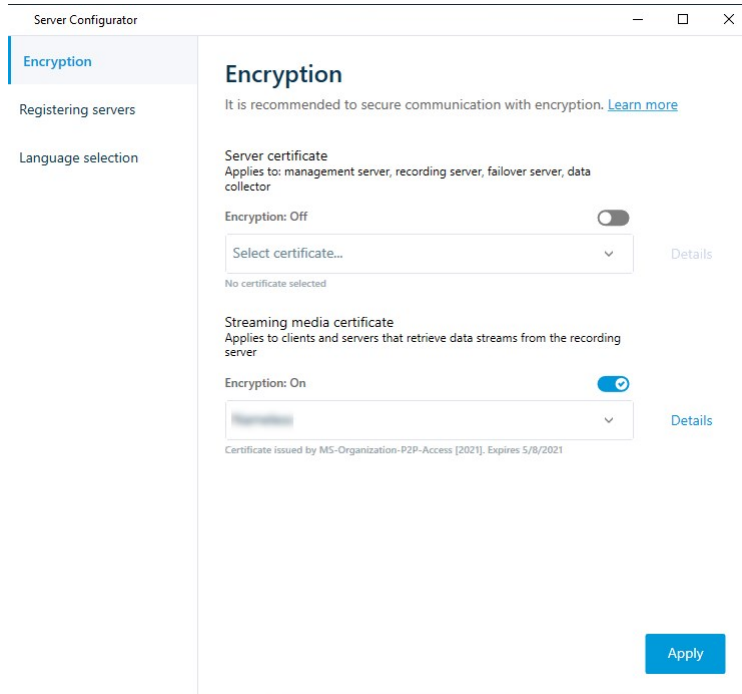 Server Configurator
Encryption
Registering servers
Language selection
Encryption
It is recommended to secure communication with encryption. Learn more
Server certificate
Applies to: management server, recording server, failover server, data
collector
Encryption: Off
Select certificate...
Details
No certificate selected
Streaming media certificate
Applies to clients and servers that retrieve data streams from the recording
server
Encryption: On
Details
Certificate issued by MS-Organization-P2P-Access [2021]. Expires 5/8/2021
Apply